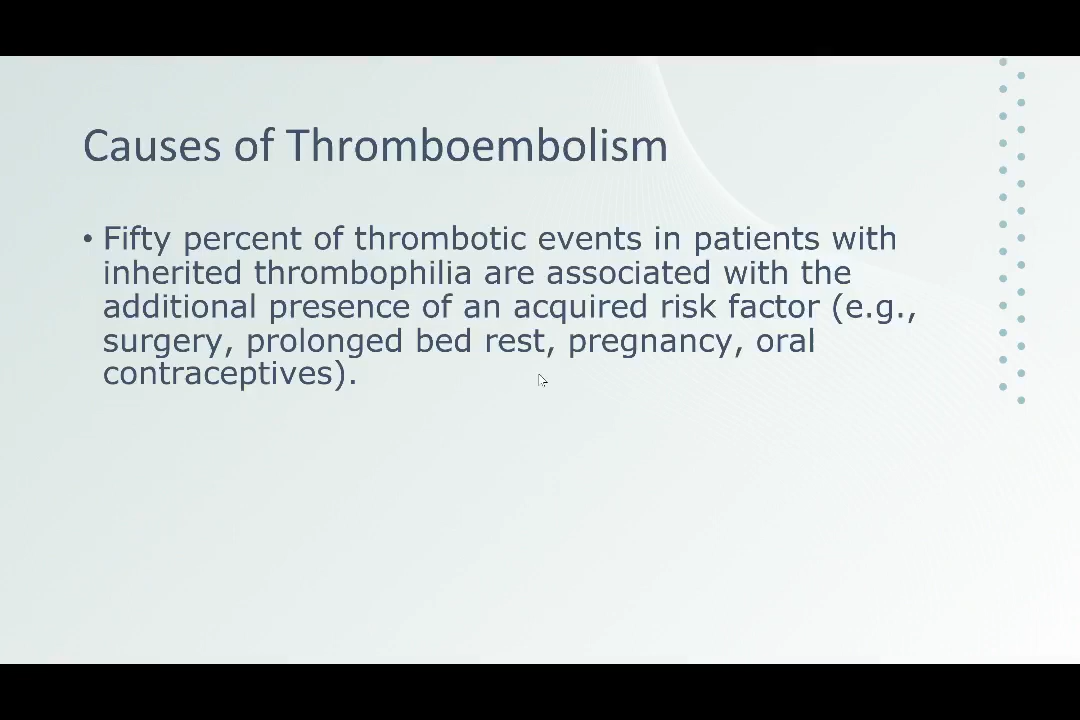 Causes of Thromboembolism
• Fifty percent of thrombotic events in patients with
inherited thrombophilia are associated with the
additional presence of an acquired risk factor (e.g.,
surgery, prolonged bed rest, pregnancy, oral
contraceptives).